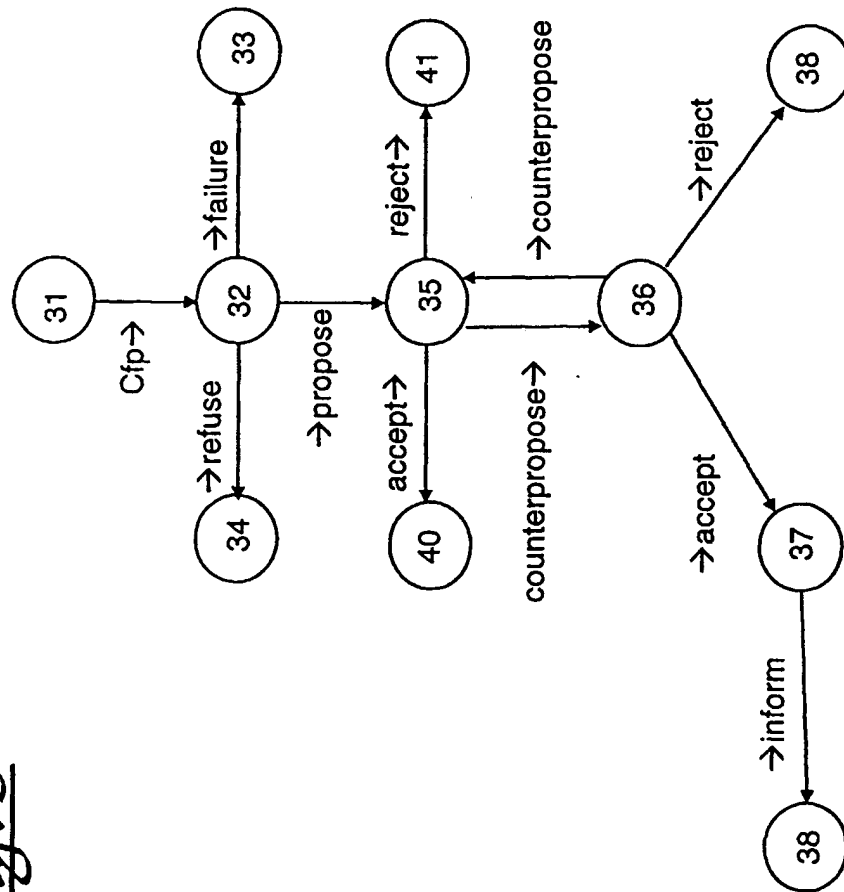 31
Cfp→
33
→failure
32
→refuse
34
→propose
41
reject→
35
accept→
40
→counterpropose
counterpropose→
36
→reject
38
→accept
37
→inform
38